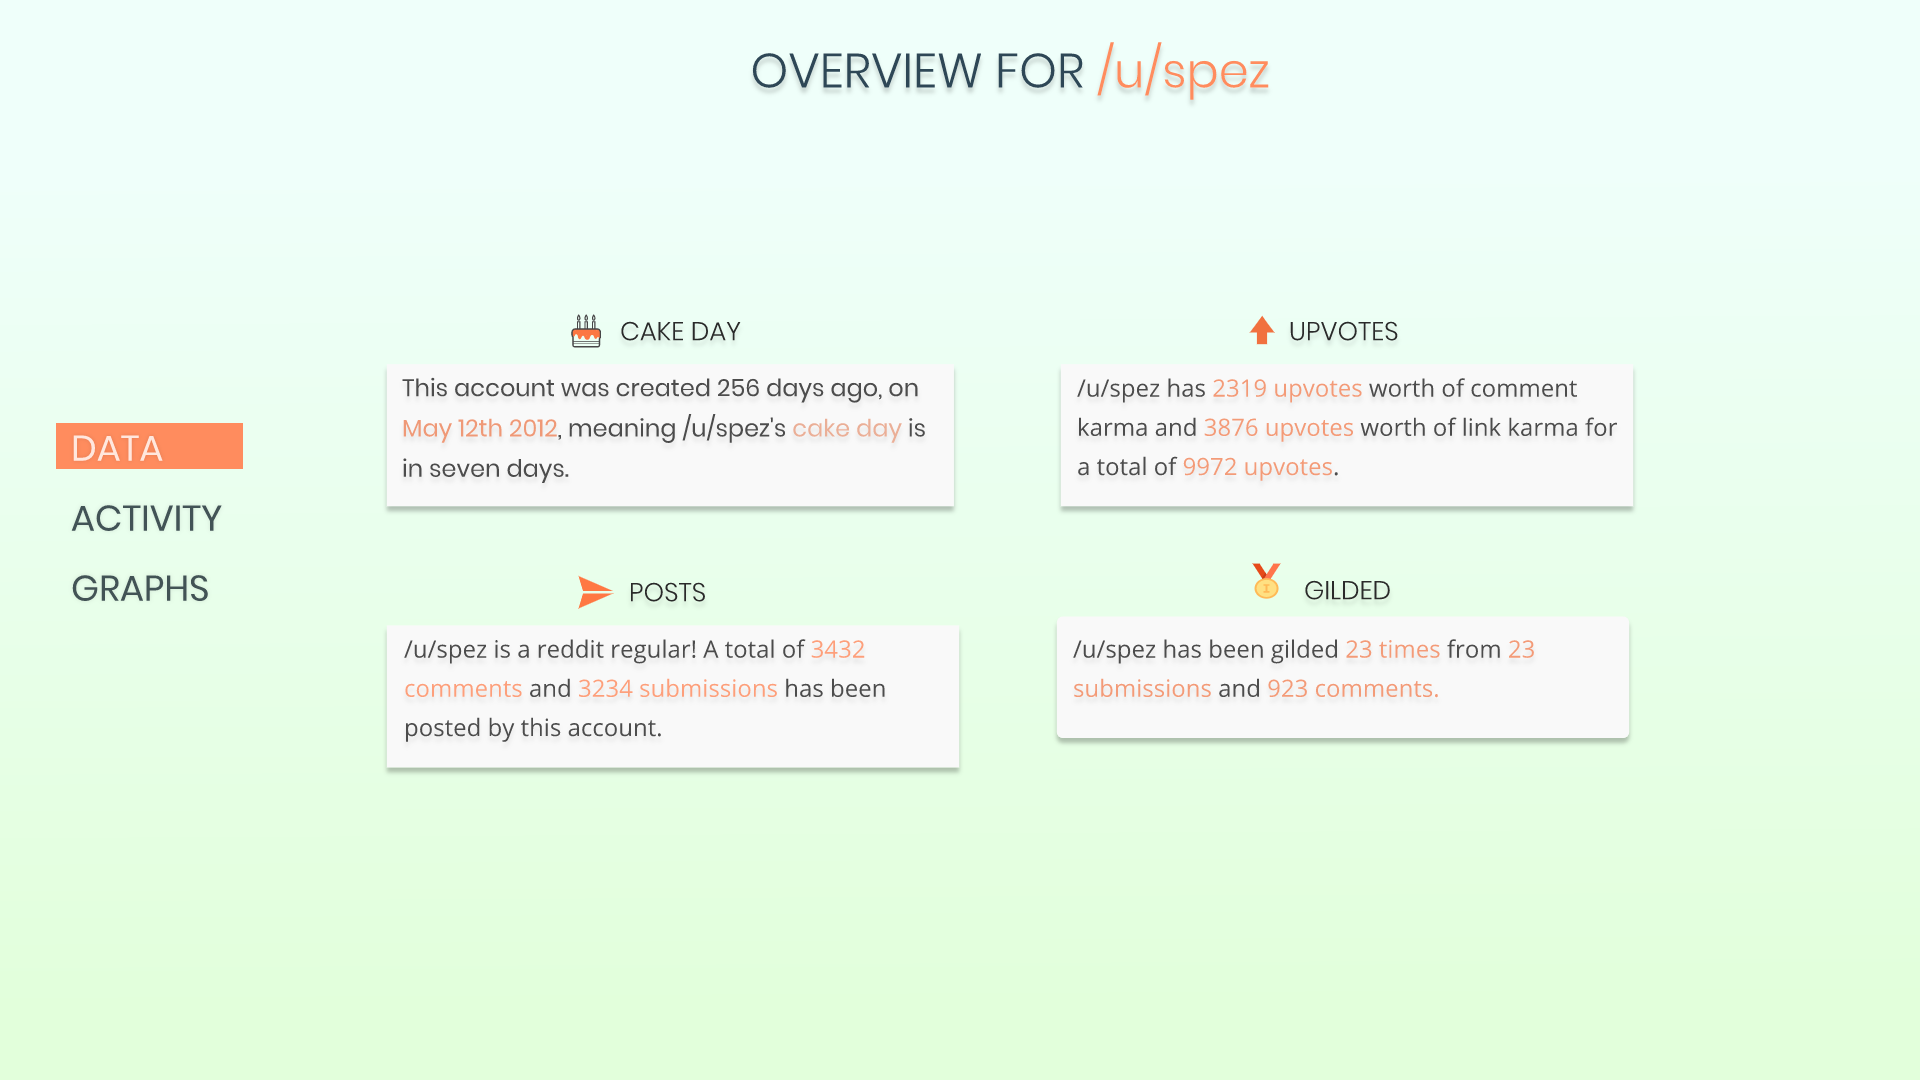 OVERVIEW FOR /u/spez
DATA
ACTIVITY
GRAPHS
CAKE DAY
This account was created 256 days ago, on
May 12th 2012, meaning /u/spez's cake day is
in seven days.
UPVOTES
/u/spez has 2319 upvotes worth of comment
karma and 3876 upvotes worth of link karma for
a total of 9972 upvotes.
POSTS
/u/spez is a reddit regular! A total of 3432
comments and 3234 submissions has been
posted by this account.
GILDED
/u/spez has been gilded 23 times from 23
submissions and 923 comments.